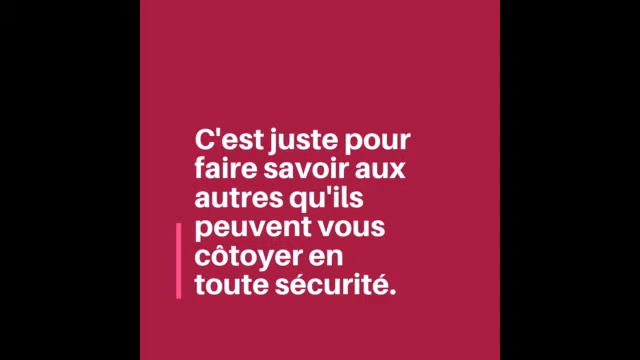 C'est juste pour
faire savoir aux
autres qu'ils
peuvent vous
côtoyer en
toute sécurité.